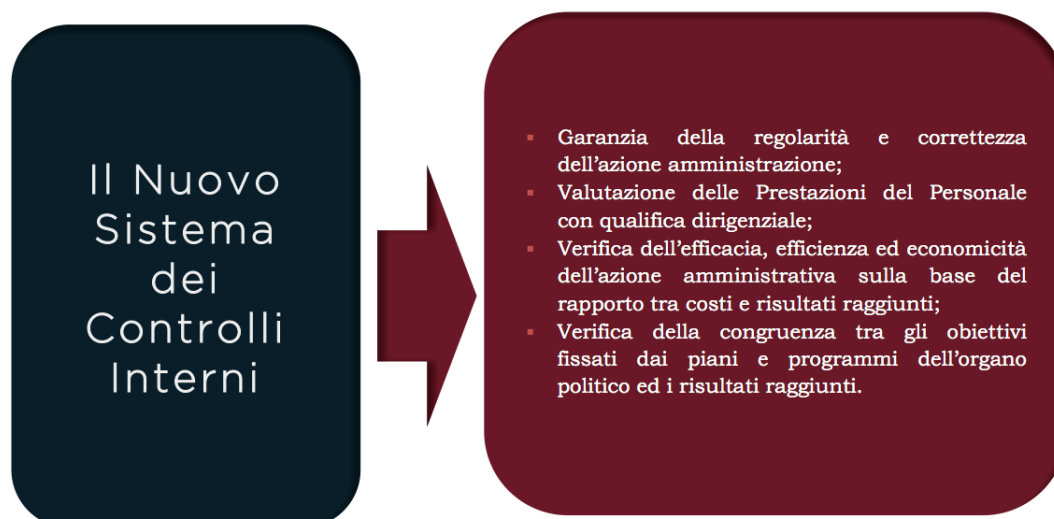 Il Nuovo
Sistema
dei
Controlli
Interni
▪ Garanzia della regolarità e correttezza
dell’azione amministrazione;
▪ Valutazione delle Prestazioni del Personale
con qualifica dirigenziale;
▪ Verifica dell’efficacia, efficienza ed economicità
dell’azione amministrativa sulla base del
rapporto tra costi e risultati raggiunti;
▪ Verifica della congruenza tra gli obiettivi
fissati dai piani e programmi dell’organo
politico ed i risultati raggiunti.